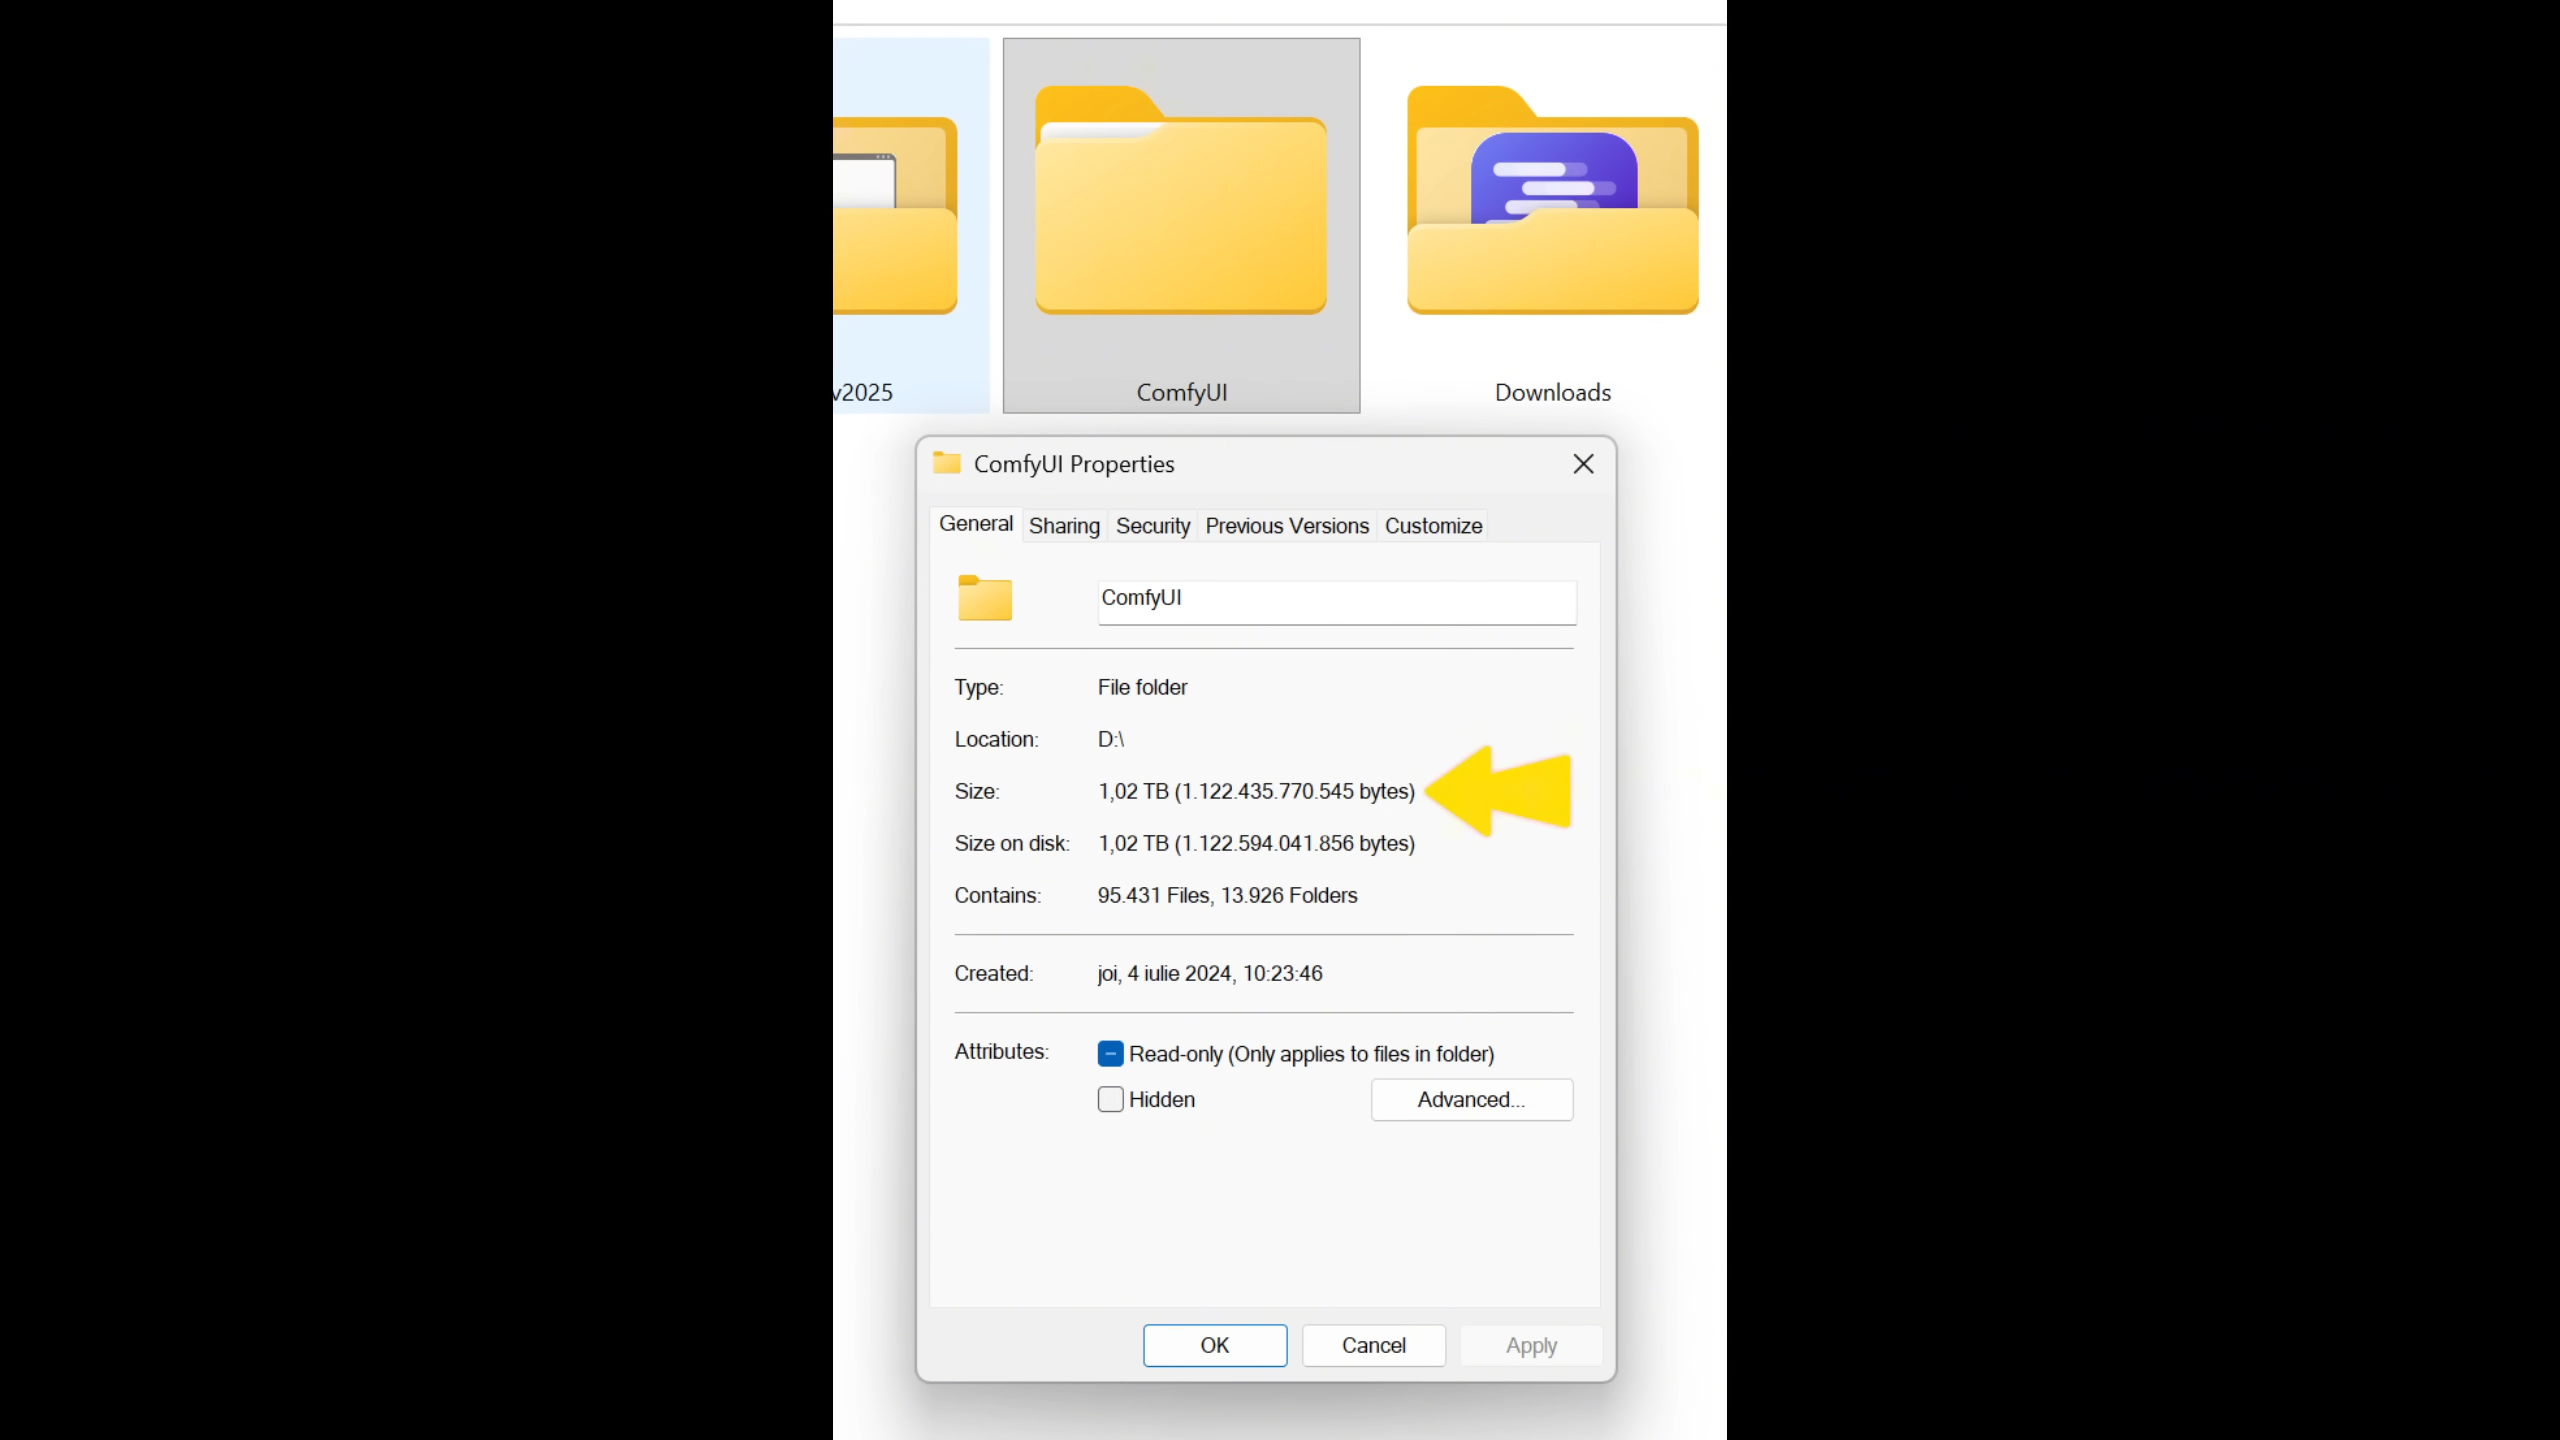 v2025
ComfyUI
Downloads
ComfyUI Properties
General Sharing Security Previous Versions Customize
ComfyUI
Type: File folder
Location: D:\
Size: 1,02 TB (1.122.435.770.545 bytes)
Size on disk: 1,02 TB (1.122.594.041.856 bytes)
Contains: 95.431 Files, 13.926 Folders
Created: joi, 4 iulie 2024, 10:23:46
Attributes: Read-only (Only applies to files in folder)
Hidden Advanced...
OK Cancel Apply